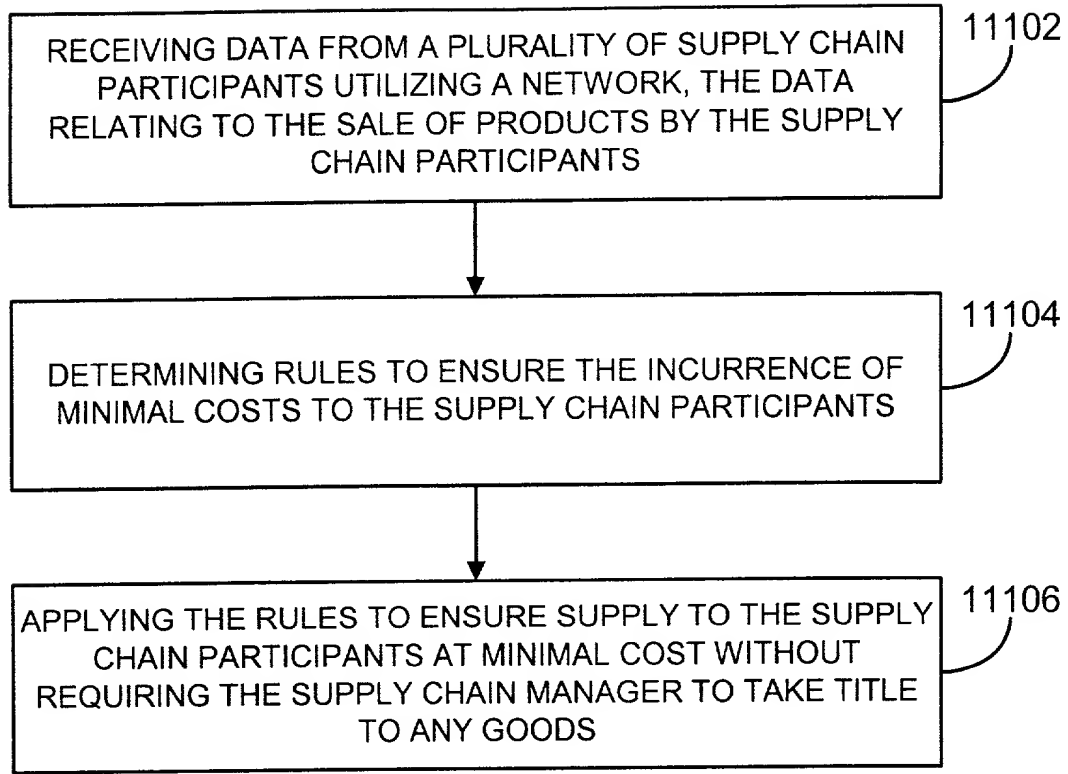 RECEIVING DATA FROM A PLURALITY OF SUPPLY CHAIN
PARTICIPANTS UTILIZING A NETWORK, THE DATA
RELATING TO THE SALE OF PRODUCTS BY THE SUPPLY
CHAIN PARTICIPANTS
11102
DETERMINING RULES TO ENSURE THE INCURRENCE OF
MINIMAL COSTS TO THE SUPPLY CHAIN PARTICIPANTS
11104
APPLYING THE RULES TO ENSURE SUPPLY TO THE SUPPLY
CHAIN PARTICIPANTS AT MINIMAL COST WITHOUT
REQUIRING THE SUPPLY CHAIN MANAGER TO TAKE TITLE
TO ANY GOODS
11106